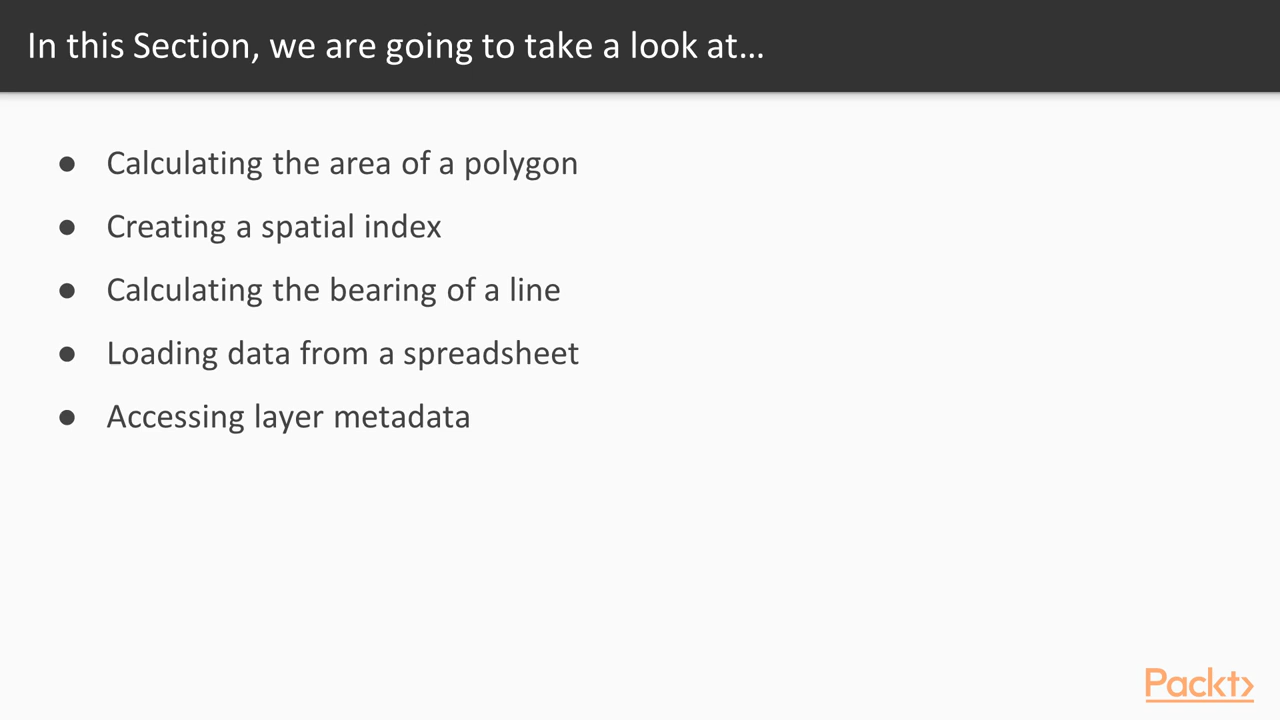 In this Section, we are going to take a look at...
● Calculating the area of a polygon
● Creating a spatial index
● Calculating the bearing of a line
● Loading data from a spreadsheet
● Accessing layer metadata
Packt>